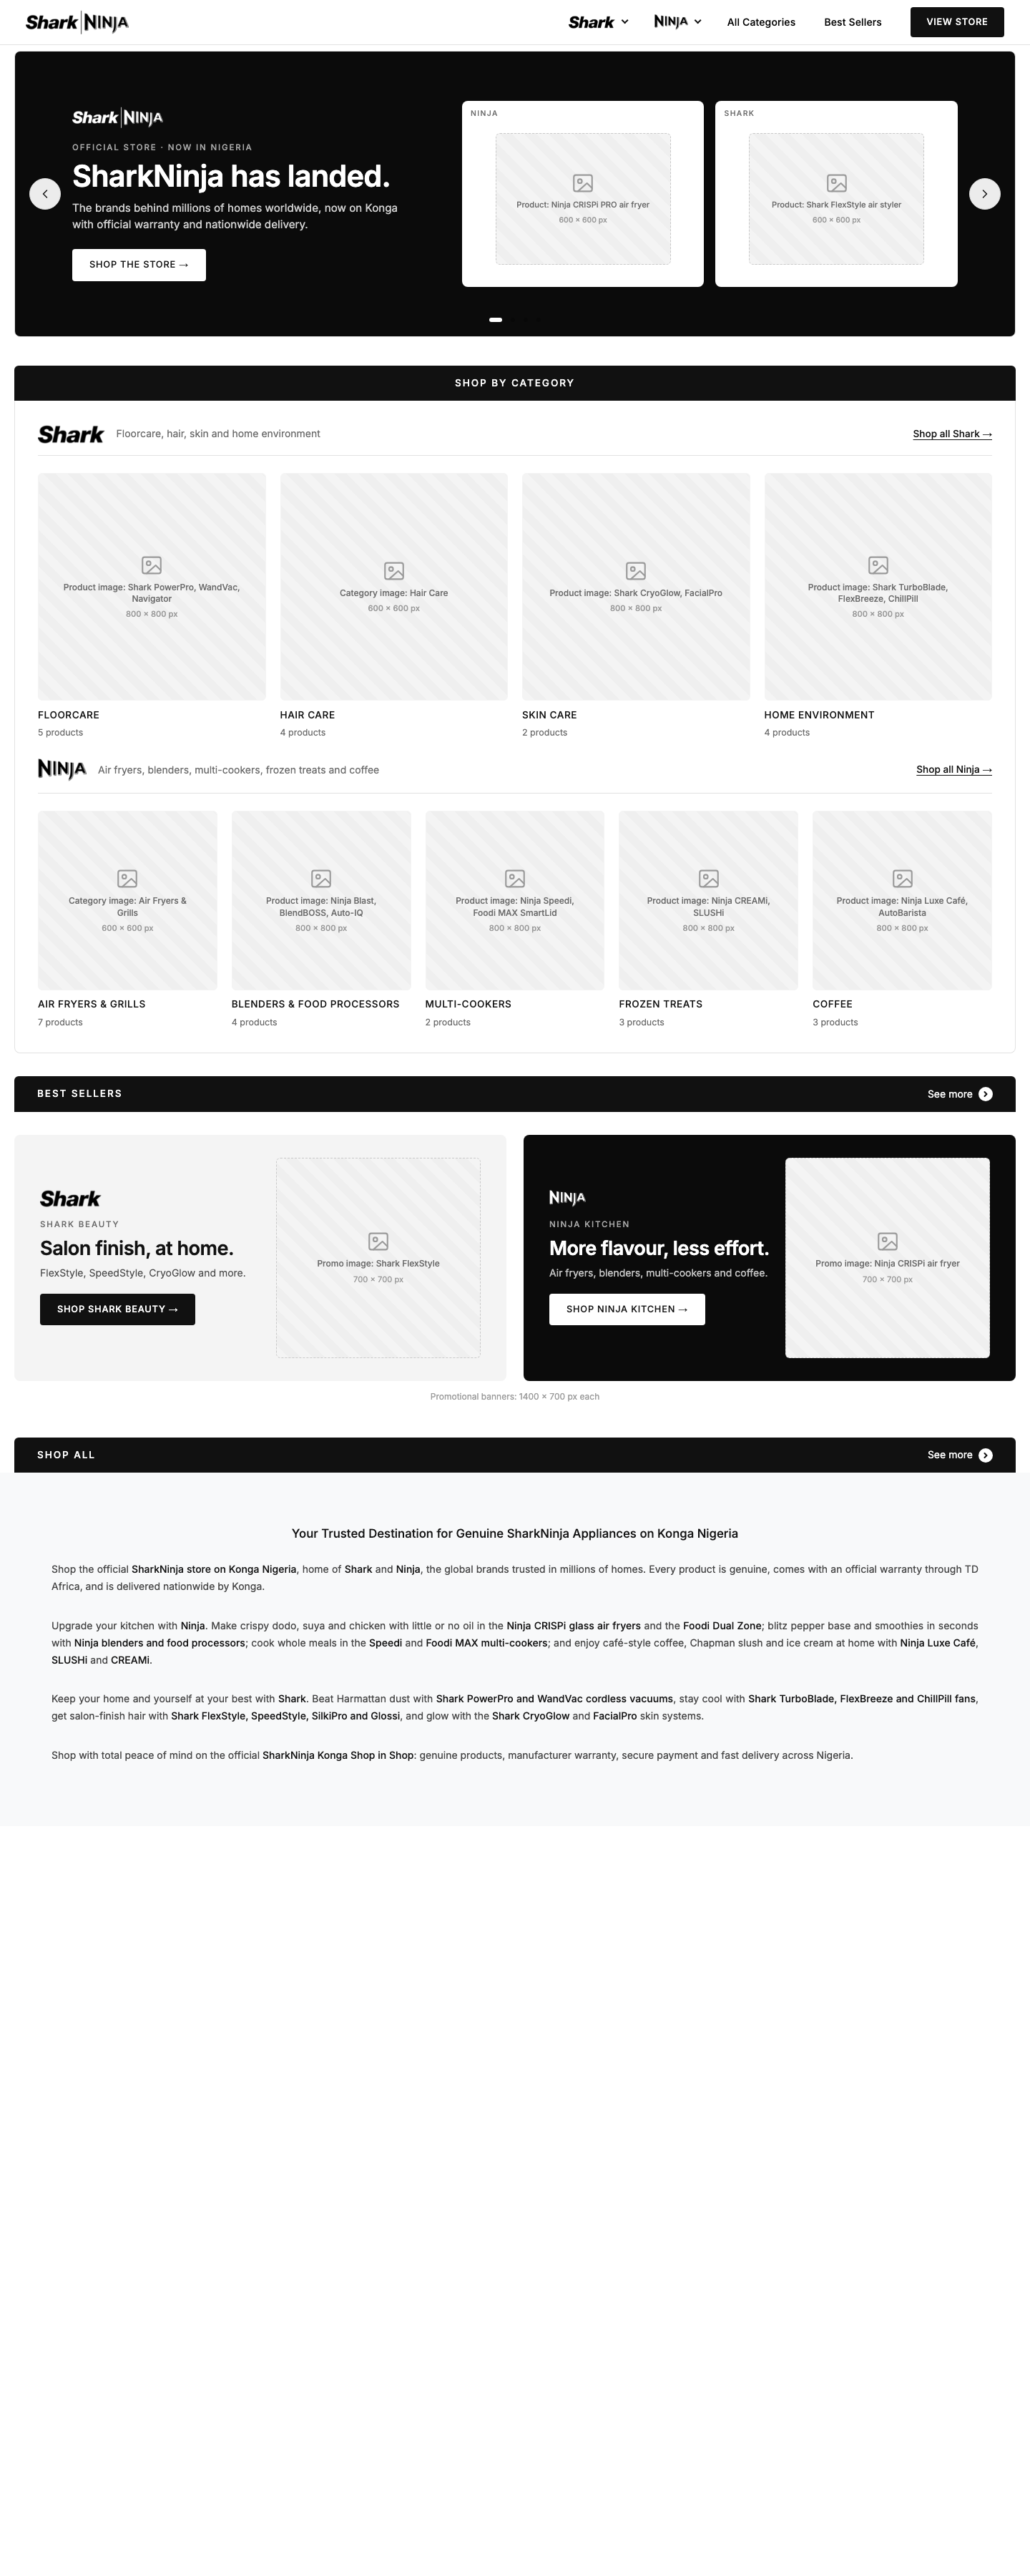 Shark NINJA
Shark
NINJA
All Categories
Best Sellers
VIEW STORE
Shark NINJA
OFFICIAL STORE · NOW IN NIGERIA
SharkNinja has landed.
The brands behind millions of homes worldwide, now on Konga
with official warranty and nationwide delivery.
SHOP THE STORE →
NINJA
Product: Ninja CRISPi PRO air fryer
600 × 600 px
SHARK
Product: Shark FlexStyle air styler
600 × 600 px
SHOP BY CATEGORY
Shark
Floorcare, hair, skin and home environment
Shop all Shark →
Product image: Shark PowerPro, WandVac,
Navigator
800 × 800 px
Category image: Hair Care
600 × 600 px
Product image: Shark CryoGlow, FacialPro
800 × 800 px
Product image: Shark TurboBlade,
FlexBreeze, ChillPill
800 × 800 px
FLOORCARE
5 products
HAIR CARE
4 products
SKIN CARE
2 products
HOME ENVIRONMENT
4 products
NINJA
Air fryers, blenders, multi-cookers, frozen treats and coffee
Shop all Ninja →
Category image: Air Fryers &
Grills
600 × 600 px
Product image: Ninja Blast,
BlendBOSS, Auto-IQ
800 × 800 px
Product image: Ninja Speedi,
Foodi MAX SmartLid
800 × 800 px
Product image: Ninja CREAMi,
SLUSHi
800 × 800 px
Product image: Ninja Luxe Café,
AutoBarista
800 × 800 px
AIR FRYERS & GRILLS
7 products
BLENDERS & FOOD PROCESSORS
4 products
MULTI-COOKERS
2 products
FROZEN TREATS
3 products
COFFEE
3 products
BEST SELLERS
See more
Shark
SHARK BEAUTY
Salon finish, at home.
FlexStyle, SpeedStyle, CryoGlow and more.
SHOP SHARK BEAUTY →
Promo image: Shark FlexStyle
700 × 700 px
NINJA
NINJA KITCHEN
More flavour, less effort.
Air fryers, blenders, multi-cookers and coffee.
SHOP NINJA KITCHEN →
Promo image: Ninja CRISPi air fryer
700 × 700 px
Promotional banners: 1400 × 700 px each
SHOP ALL
See more
Your Trusted Destination for Genuine SharkNinja Appliances on Konga Nigeria
Shop the official SharkNinja store on Konga Nigeria, home of Shark and Ninja, the global brands trusted in millions of homes. Every product is genuine, comes with an official warranty through TD
Africa, and is delivered nationwide by Konga.
Upgrade your kitchen with Ninja. Make crispy dodo, suya and chicken with little or no oil in the Ninja CRISPi glass air fryers and the Foodi Dual Zone; blitz pepper base and smoothies in seconds
with Ninja blenders and food processors; cook whole meals in the Speedi and Foodi MAX multi-cookers; and enjoy café-style coffee, Chapman slush and ice cream at home with Ninja Luxe Café,
SLUSHi and CREAMi.
Keep your home and yourself at your best with Shark. Beat Harmattan dust with Shark PowerPro and WandVac cordless vacuums, stay cool with Shark TurboBlade, FlexBreeze and ChillPill fans,
get salon-finish hair with Shark FlexStyle, SpeedStyle, SilkiPro and Glossi, and glow with the Shark CryoGlow and FacialPro skin systems.
Shop with total peace of mind on the official SharkNinja Konga Shop in Shop: genuine products, manufacturer warranty, secure payment and fast delivery across Nigeria.